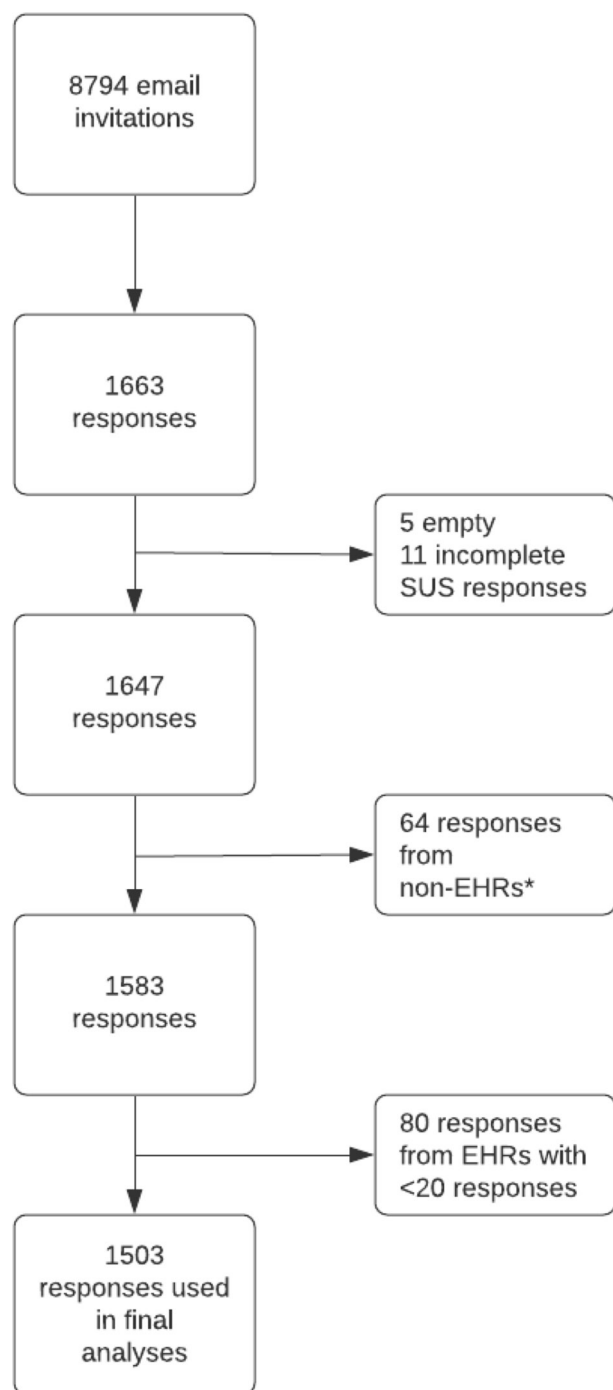 8794 email
invitations
1663
responses
5 empty
11 incomplete
SUS responses
1647
responses
64 responses
from
non-EHRs*
1583
responses
80 responses
from EHRs with
<20 responses
1503
responses used
in final
analyses